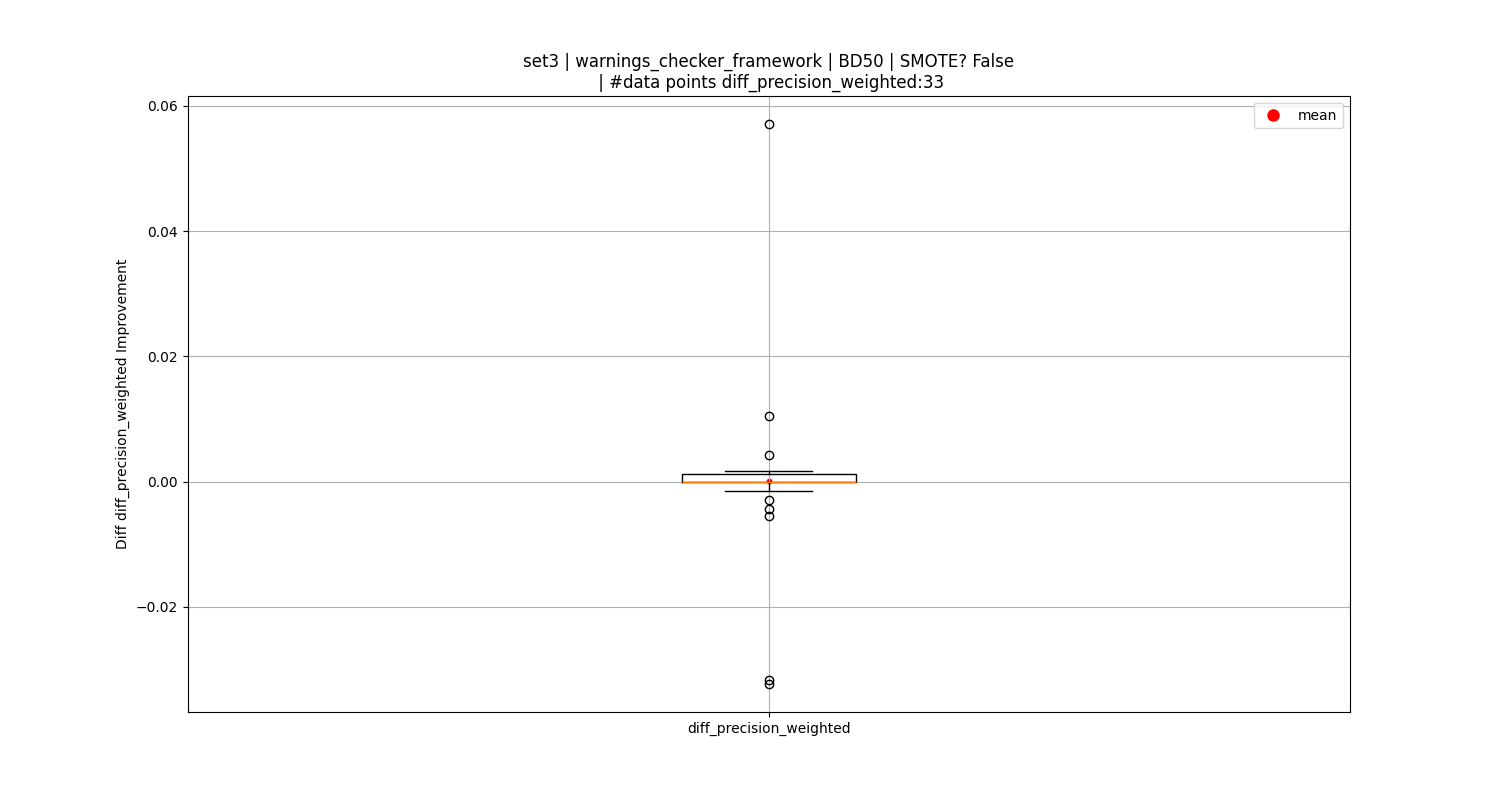 set3 | warnings_checker_framework | BD50 | SMOTE? False
| #data points diff_precision_weighted:33
mean
0.06
0.04
0.02
0.00
−0.02
Diff diff_precision_weighted Improvement
diff_precision_weighted